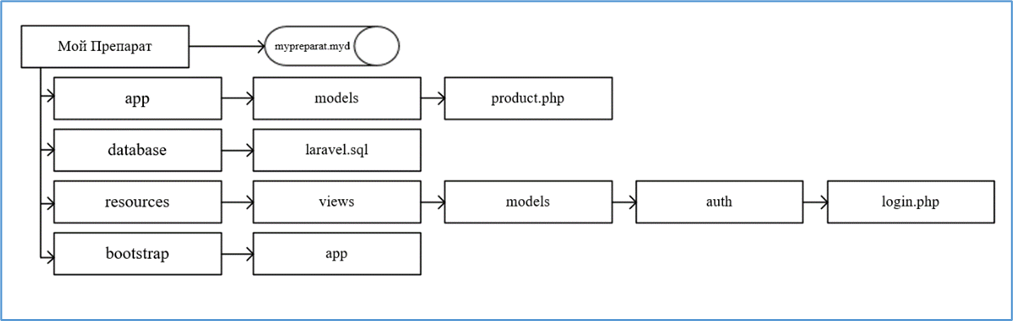 Мой Препарат
mypreparat.myd
app
models
product.php
database
laravel.sql
resources
views
models
auth
login.php
bootstrap
app